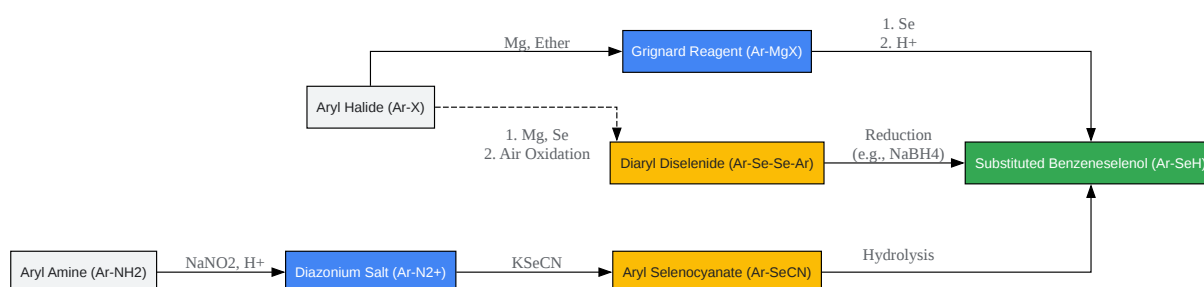 1. Se
2. H+
Mg, Ether
Grignard Reagent (Ar-MgX)
Aryl Halide (Ar-X)
1. Mg, Se
2. Air Oxidation
Reduction
(e.g., NaBH4)
Diaryl Diselenide (Ar-Se-Se-Ar)
Substituted Benzeneselenol (Ar-SeH)
NaNO2, H+
KSeCN
Hydrolysis
Aryl Amine (Ar-NH2)
Diazonium Salt (Ar-N2+)
Aryl Selenocyanate (Ar-SeCN)